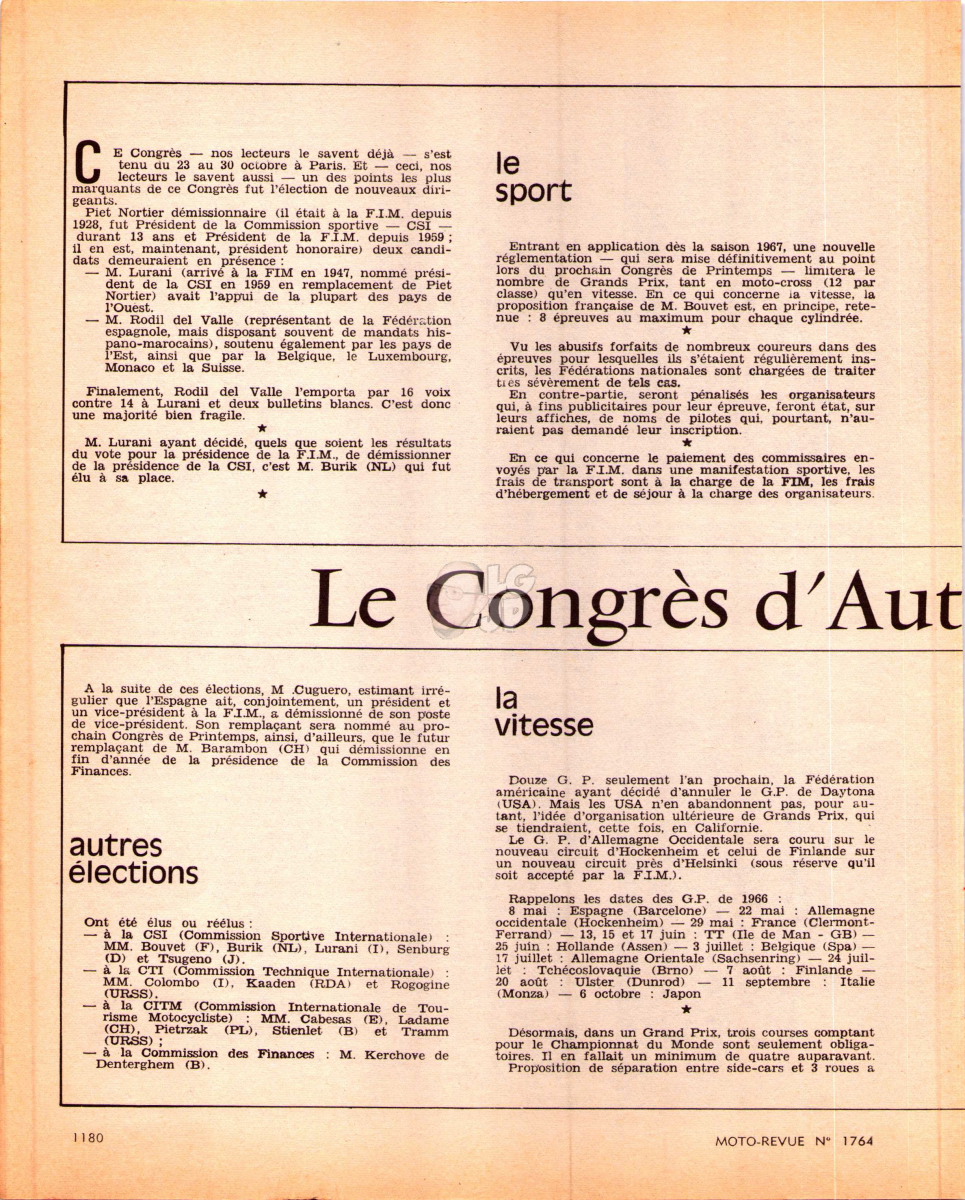 CE Congrès — nos lecteurs le savent déjà — s'est
tenu du 23 au 30 octobre à Paris. Et — ceci, nos
lecteurs le savent aussi — un des points les plus
marquants de ce Congrès fut l'élection de nouveaux diri-
geants.
Piet Nortier démissionnaire (il était à la F.I.M. depuis
1928, fut Président de la Commission sportive — CSI —
durant 13 ans et Président de la F.I.M. depuis 1959 ;
il en est, maintenant, président honoraire) deux candi-
dats demeuraient en présence :
— M. Lurani (arrivé à la FIM en 1947, nommé prési-
dent de la CSI en 1959 en remplacement de Piet
Nortier) avait l'appui de la plupart des pays de
l'Ouest.
— M. Rodil del Valle (représentant de la Fédération
espagnole, mais disposant souvent de mandats his-
pano-marocains), soutenu également par les pays de
l'Est, ainsi que par la Belgique, le Luxembourg,
Monaco et la Suisse.
Finalement, Rodil del Valle l'emporta par 16 voix
contre 14 à Lurani et deux bulletins blancs. C'est donc
une majorité bien fragile.
★
M. Lurani ayant décidé, quels que soient les résultats
du vote pour la présidence de la F.I.M., de démissionner
de la présidence de la CSI, c'est M. Burik (NL) qui fut
élu à sa place.
★
le
sport
Entrant en application dès la saison 1967, une nouvelle
réglementation — qui sera mise définitivement au point
lors du prochain Congrès de Printemps — limitera le
nombre de Grands Prix, tant en moto-cross (12 par
classe) qu'en vitesse. En ce qui concerne la vitesse, la
proposition française de M. Bouvet est, en principe, rete-
nue : 8 épreuves au maximum pour chaque cylindrée.
★
Vu les abusifs forfaits de nombreux coureurs dans des
épreuves pour lesquelles ils s'étaient régulièrement ins-
crits, les Fédérations nationales sont chargées de traiter
très sévèrement de tels cas.
En contre-partie, seront pénalisés les organisateurs
qui, à fins publicitaires pour leur épreuve, feront état, sur
leurs affiches, de noms de pilotes qui, pourtant, n'au-
raient pas demandé leur inscription.
★
En ce qui concerne le paiement des commissaires en-
voyés par la F.I.M. dans une manifestation sportive, les
frais de transport sont à la charge de la FIM, les frais
d'hébergement et de séjour à la charge des organisateurs.
Le Congrès d'Aut
A la suite de ces élections, M .Cuguero, estimant irré-
gulier que l'Espagne ait, conjointement, un président et
un vice-président à la F.I.M., a démissionné de son poste
de vice-président. Son remplaçant sera nommé au pro-
chain Congrès de Printemps, ainsi, d'ailleurs, que le futur
remplaçant de M. Barambon (CH) qui démissionne en
fin d'année de la présidence de la Commission des
Finances.
autres
élections
Ont été élus ou réélus :
— à la CSI (Commission Sportive Internationale) :
MM. Bouvet (F), Burik (NL), Lurani (I), Senburg
(D) et Tsugeno (J).
— à la CTI (Commission Technique Internationale) :
MM. Colombo (I), Kaaden (RDA) et Rogogine
(URSS).
— à la CITM (Commission Internationale de Tou-
risme Motocycliste) : MM. Cabesas (E), Ladame
(CH), Pietrzak (PL), Stienlet (B) et Tramm
(URSS) ;
— à la Commission des Finances : M. Kerchove de
Denterghem (B).
la
vitesse
Douze G. P. seulement l'an prochain, la Fédération
américaine ayant décidé d'annuler le G.P. de Daytona
(USA). Mais les USA n'en abandonnent pas, pour au-
tant, l'idée d'organisation ultérieure de Grands Prix, qui
se tiendraient, cette fois, en Californie.
Le G. P. d'Allemagne Occidentale sera couru sur le
nouveau circuit d'Hockenheim et celui de Finlande sur
un nouveau circuit près d'Helsinki (sous réserve qu'il
soit accepté par la F.I.M.).
Rappelons les dates des G.P. de 1966 :
8 mai : Espagne (Barcelone) — 22 mai : Allemagne
occidentale (Hockenheim) — 29 mai : France (Clermont-
Ferrand) — 13, 15 et 17 juin : TT (Ile de Man - GB) —
25 juin : Hollande (Assen) — 3 juillet : Belgique (Spa) —
17 juillet : Allemagne Orientale (Sachsenring) — 24 juil-
let : Tchécoslovaquie (Brno) — 7 août : Finlande —
20 août : Ulster (Dunrod) — 11 septembre : Italie
(Monza) — 6 octobre : Japon
★
Désormais, dans un Grand Prix, trois courses comptant
pour le Championnat du Monde sont seulement obliga-
toires. Il en fallait un minimum de quatre auparavant.
Proposition de séparation entre side-cars et 3 roues a
1180
MOTO-REVUE N° 1764